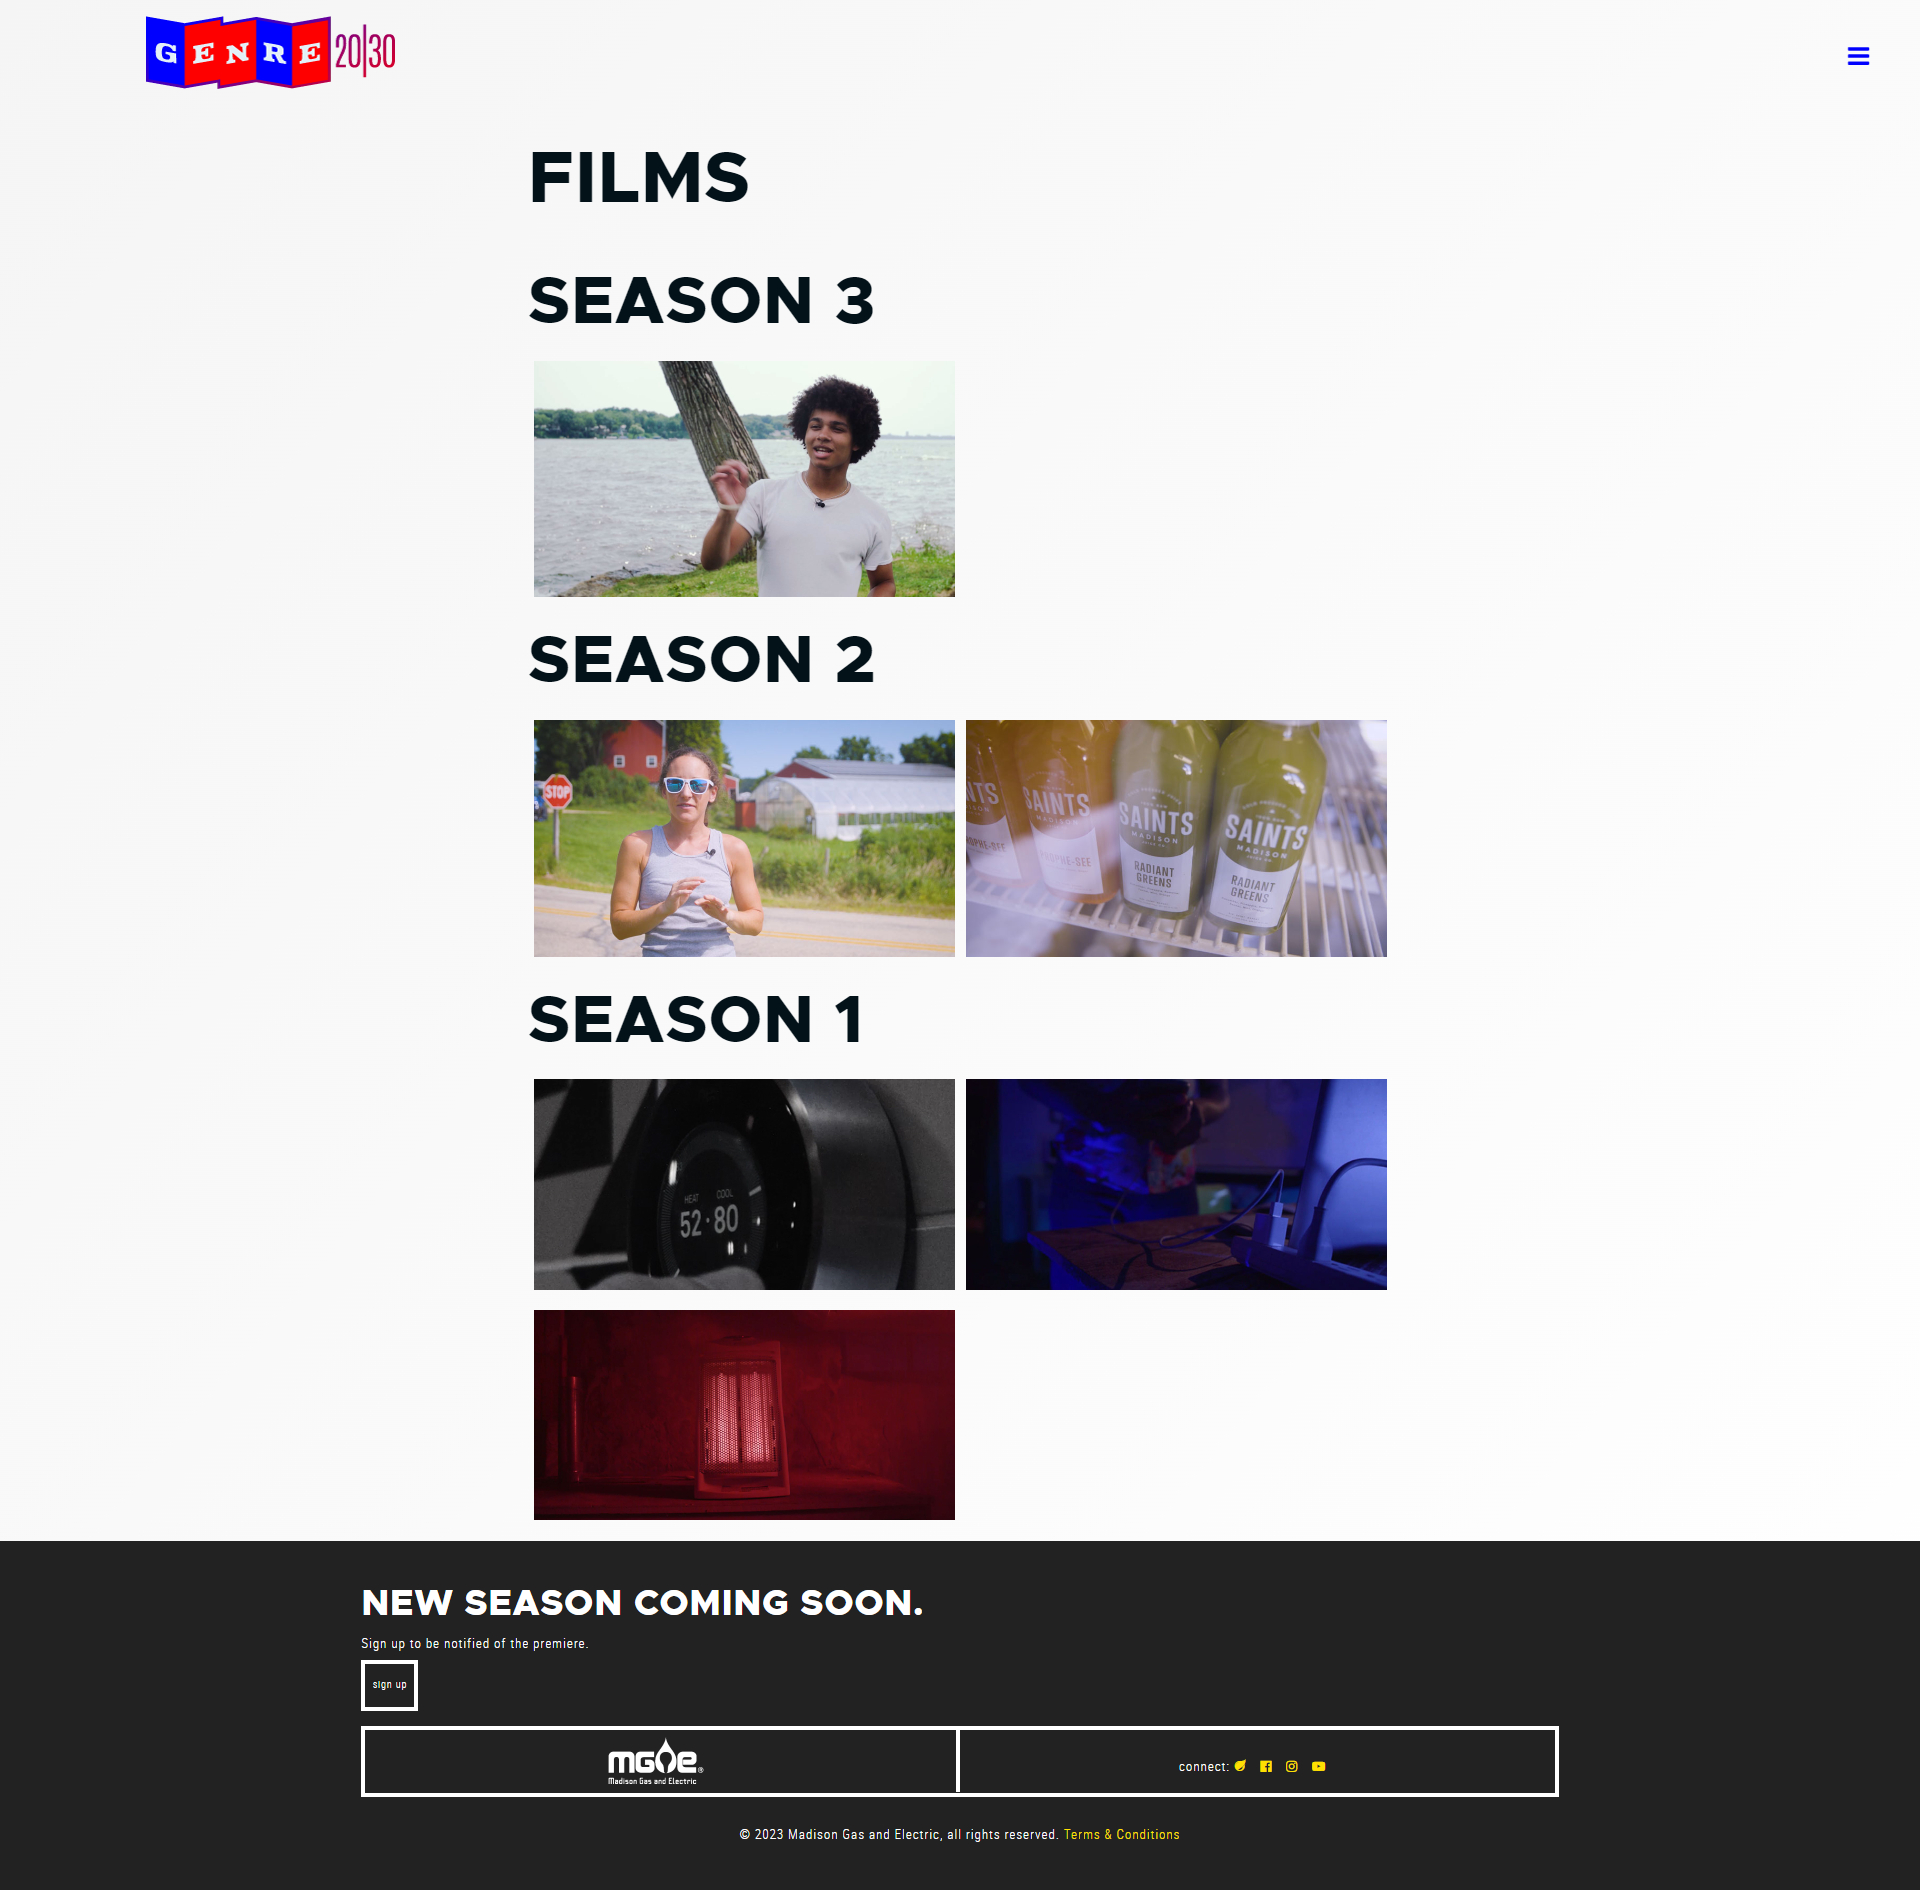 GENRE 20|30
FILMS
SEASON 3
SEASON 2
STOP
SAINTS
MADISON
RADIANT
GREENS
SAINTS
MADISON
RADIANT
GREENS
SAINTS
SEASON 1
HEAT COOL
52·80
NEW SEASON COMING SOON.
Sign up to be notified of the premiere.
sign up
mge®
Madison Gas and Electric
connect:
© 2023 Madison Gas and Electric, all rights reserved. Terms & Conditions